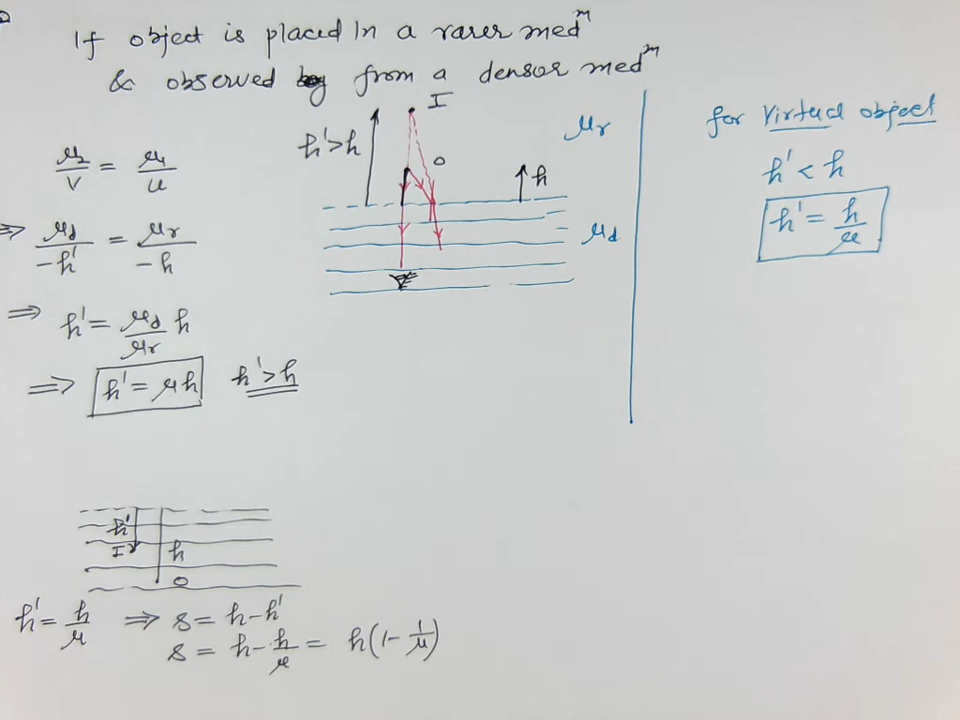 If object is placed In a rarer medᵐ
& observed from a densor medᵐ
I
h'>h
μr
O
h
μd
μ₂/v = μ₁/u
⇒ μd/-h' = μr/-h
⇒ h' = μd/μr h
⇒ h' = μh h'>h
for virtual object
h' < h
h' = h/μ
h'
I
h
O
h' = h/μ ⇒ s = h-h'
s = h - h/μ = h(1 - 1/μ)